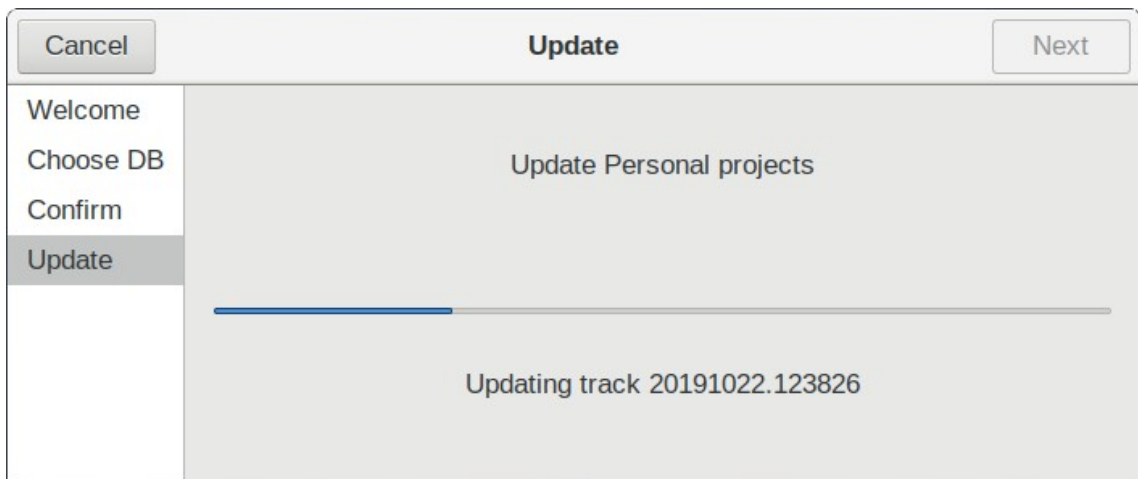 Cancel
Update
Next
Welcome
Choose DB
Confirm
Update
Update Personal projects
Updating track 20191022.123826